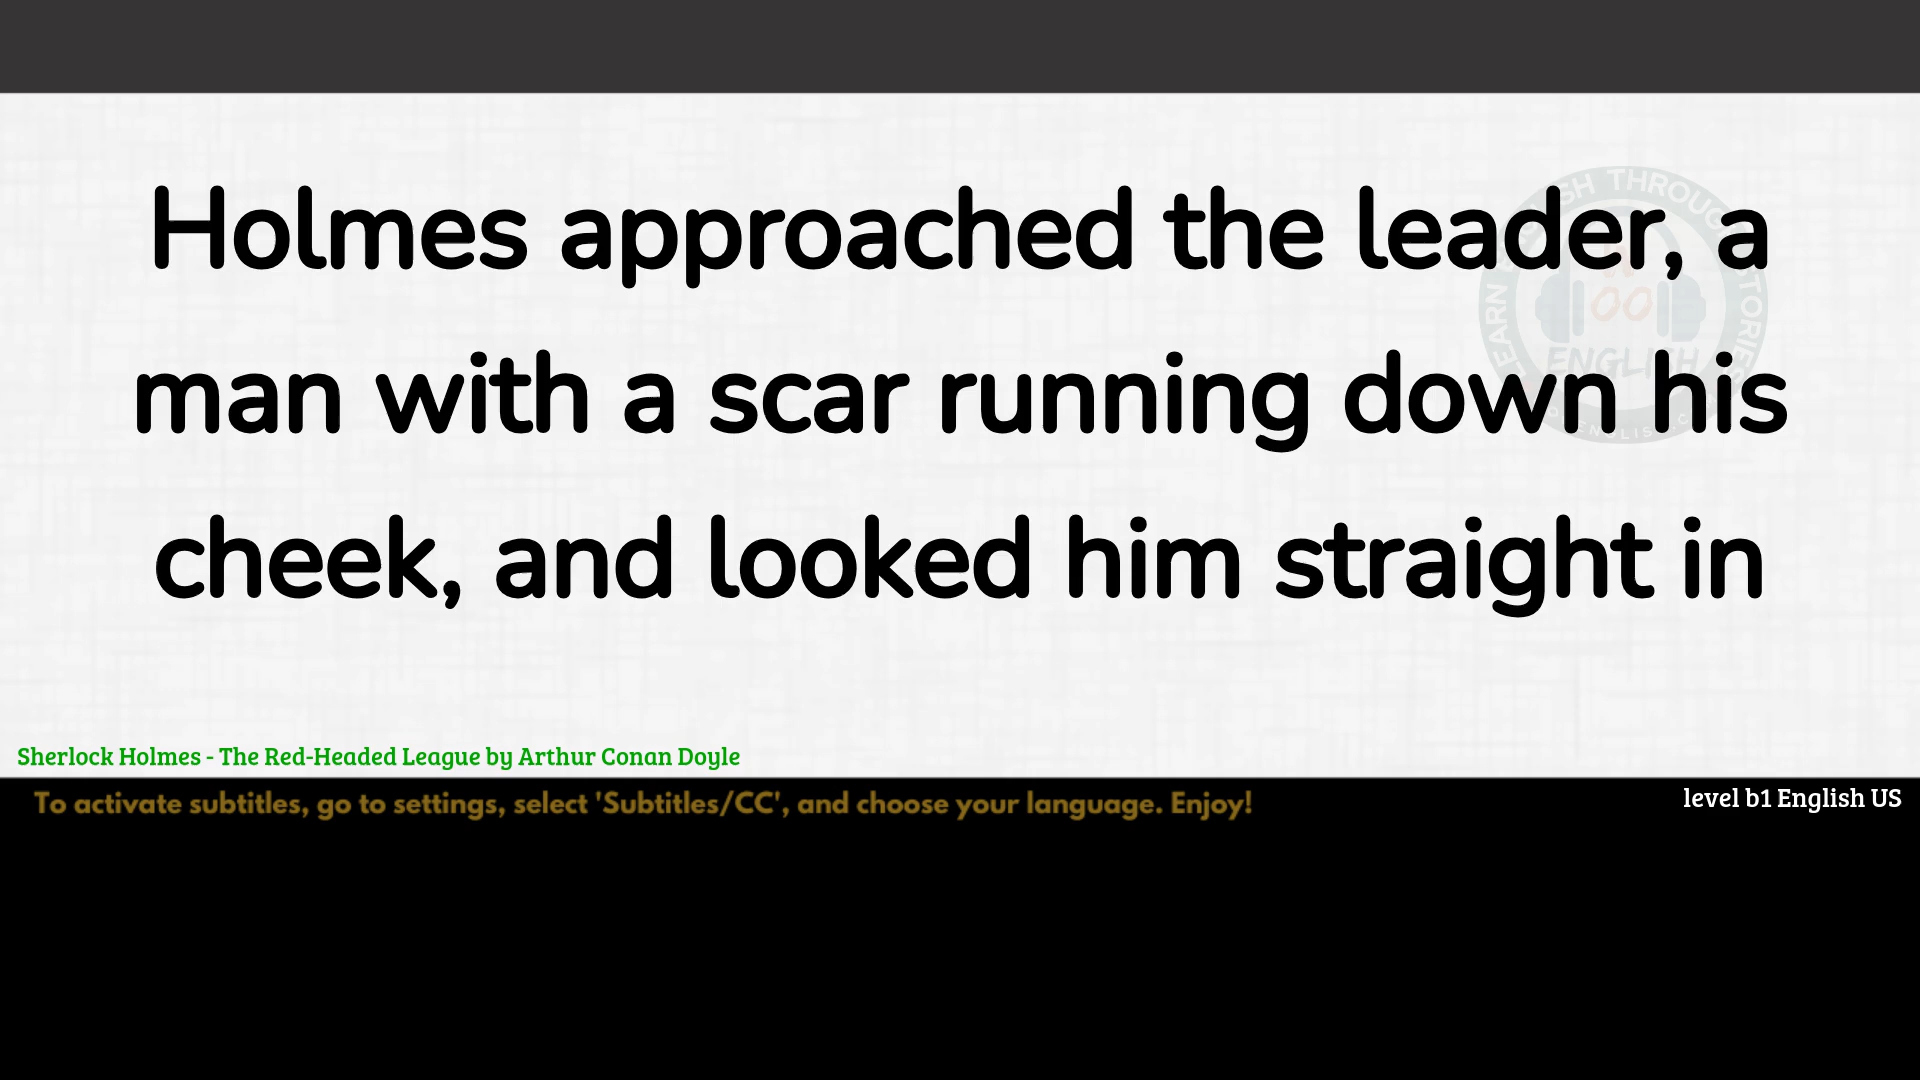 Holmes approached the leader, a
man with a scar running down his
cheek, and looked him straight in
Sherlock Holmes - The Red-Headed League by Arthur Conan Doyle
To activate subtitles, go to settings, select 'Subtitles/CC', and choose your language. Enjoy!
level b1 English US
ENGLISH